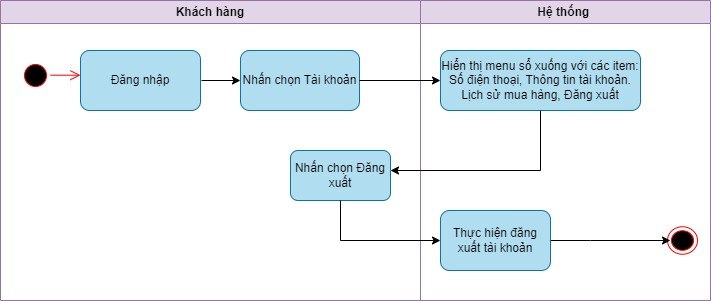 Khách hàng
Hệ thống
Đăng nhập
Nhấn chọn Tài khoản
Hiển thị menu sổ xuống với các item:
Số điện thoại, Thông tin tài khoản.
Lịch sử mua hàng, Đăng xuất
Nhấn chọn Đăng
xuất
Thực hiện đăng
xuất tài khoản